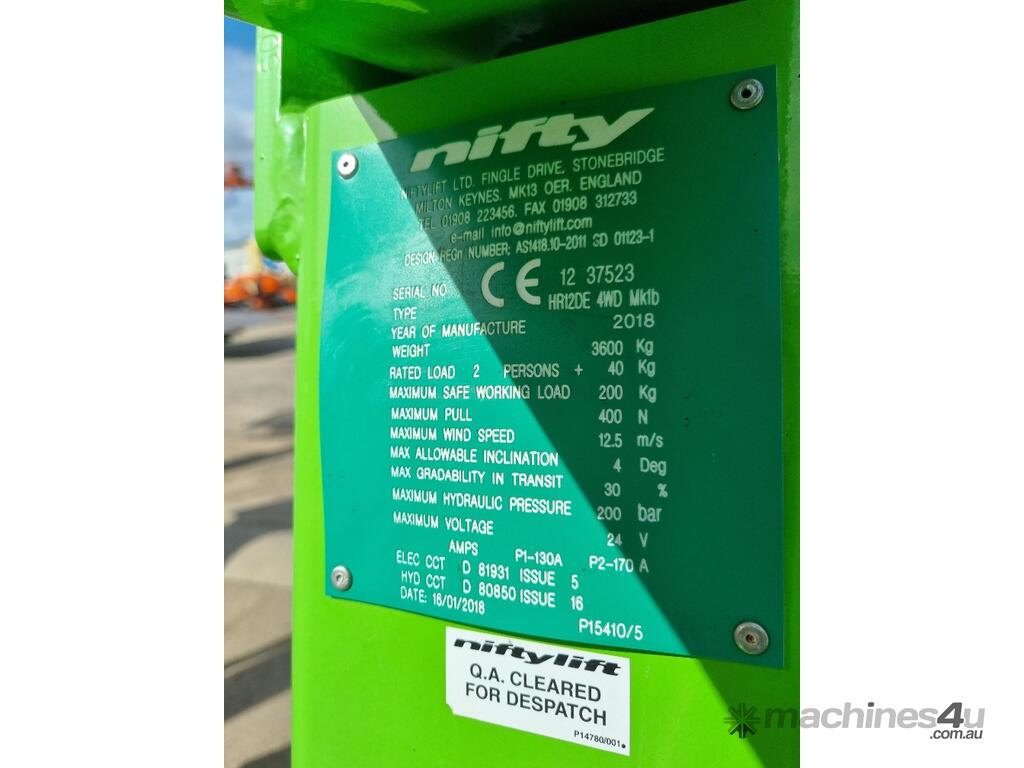 nifty
NIFTYLIFT LTD. FINGLE DRIVE, STONEBRIDGE
MILTON KEYNES. MK13 OER. ENGLAND
TEL 01908 223456. FAX 01908 312733
e-mail info@niftylift.com
DESIGN REGn NUMBER; AS1418.10-2011 SD 01123-1
SERIAL NO CE 12 37523
TYPE HR12DE 4WD Mk1b
YEAR OF MANUFACTURE 2018
WEIGHT 3600 Kg
RATED LOAD 2 PERSONS + 40 Kg
MAXIMUM SAFE WORKING LOAD 200 Kg
MAXIMUM PULL 400 N
MAXIMUM WIND SPEED 12.5 m/s
MAX ALLOWABLE INCLINATION 4 Deg
MAX GRADABILITY IN TRANSIT 30 %
MAXIMUM HYDRAULIC PRESSURE 200 bar
MAXIMUM VOLTAGE 24 V
AMPS P1-130A P2-170 A
ELEC CCT D 81931 ISSUE 5
HYD CCT D 80850 ISSUE 16
DATE: 16/01/2018
P15410/5
niftylift
Q.A. CLEARED
FOR DESPATCH
P14780/001
machines4u
.com.au